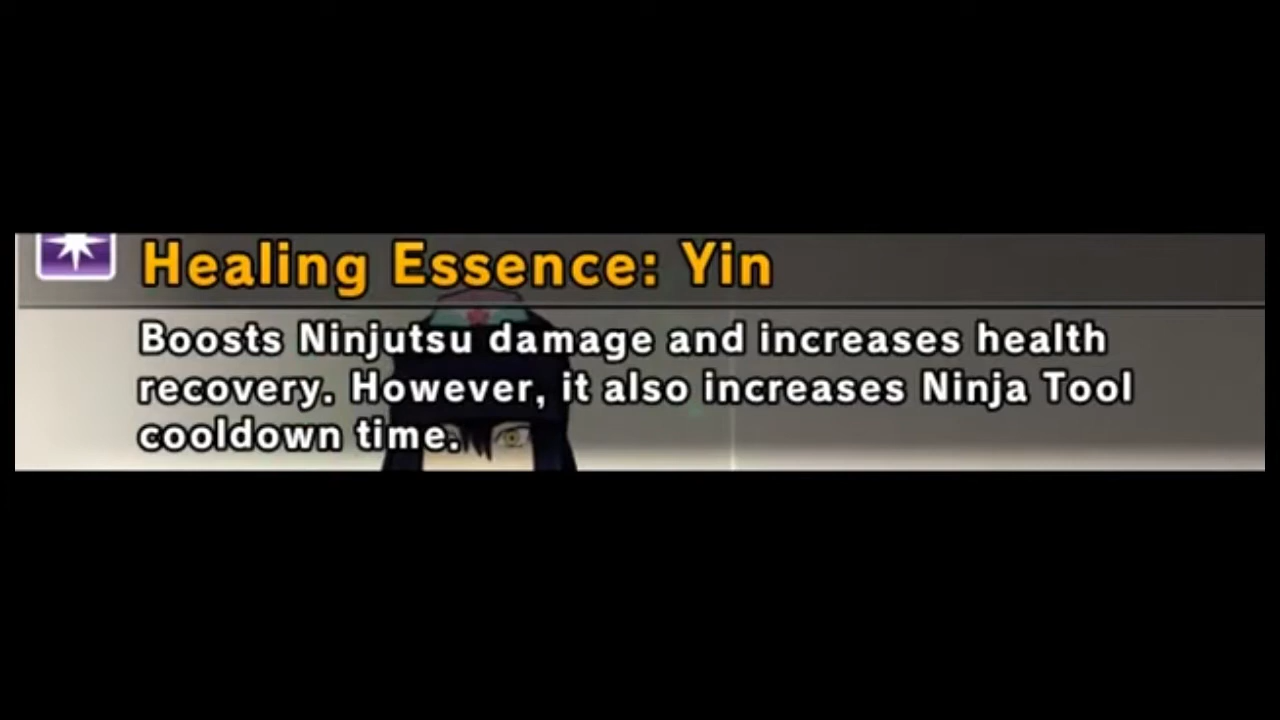 Healing Essence: Yin
Boosts Ninjutsu damage and increases health
recovery. However, it also increases Ninja Tool
cooldown time.